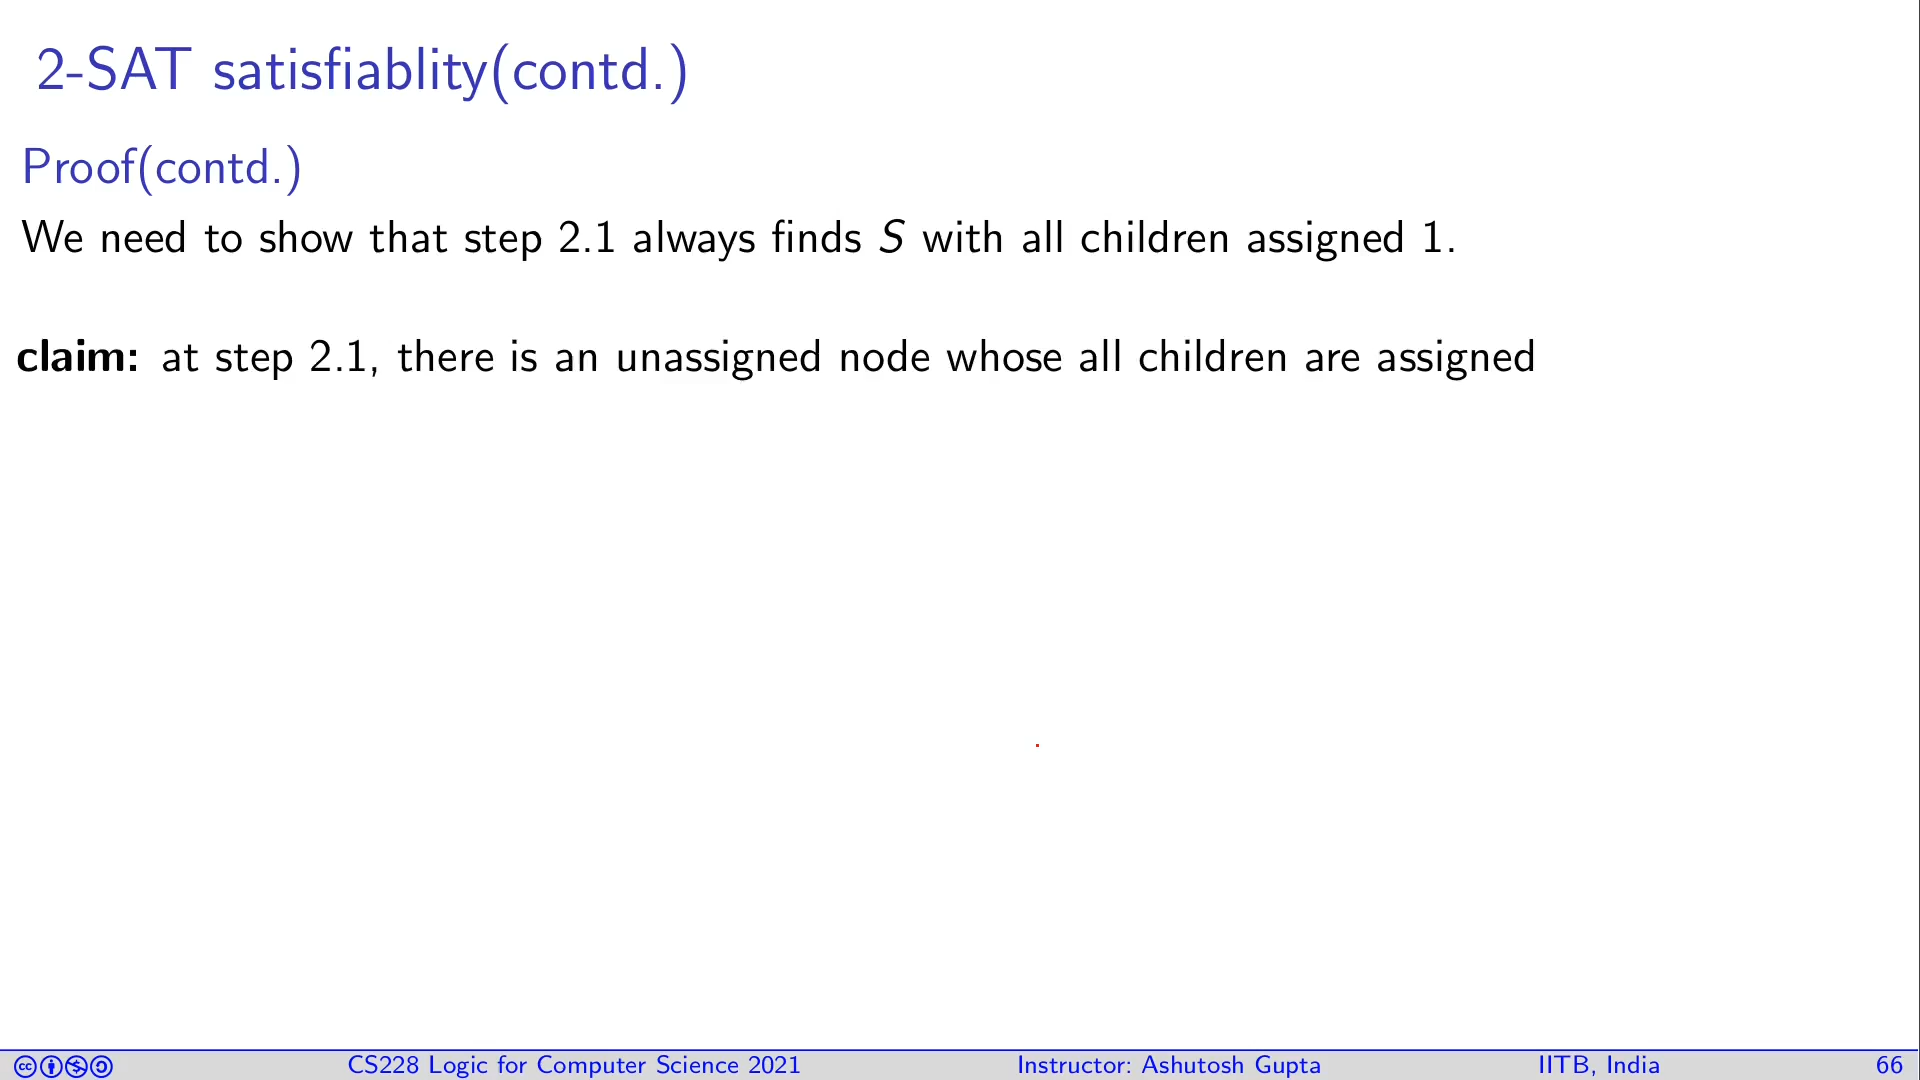 2-SAT satisfiablity(contd.)
Proof(contd.)
We need to show that step 2.1 always finds S with all children assigned 1.
claim: at step 2.1, there is an unassigned node whose all children are assigned
CS228 Logic for Computer Science 2021 Instructor: Ashutosh Gupta IITB, India 66